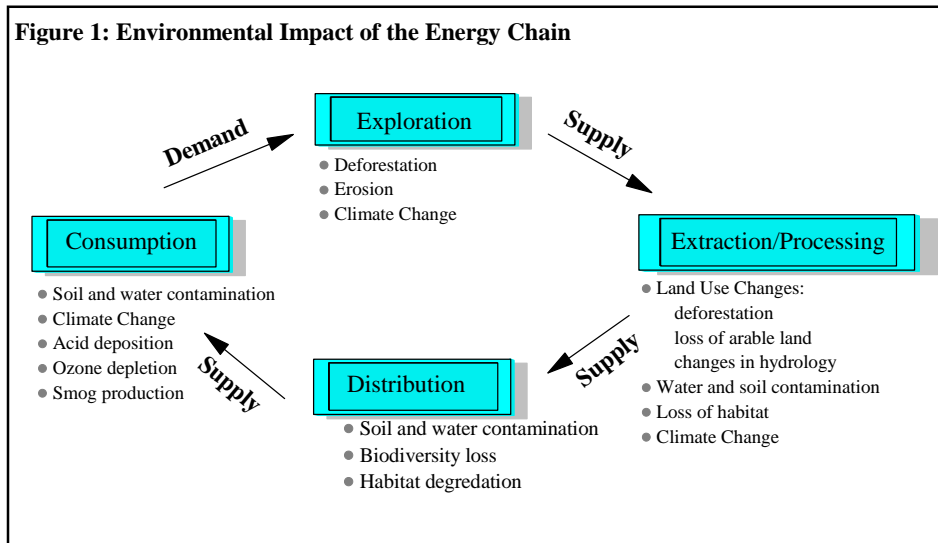 Figure 1: Environmental Impact of the Energy Chain
Demand
Exploration
Supply
Deforestation
Erosion
Climate Change
Consumption
Soil and water contamination
Climate Change
Acid deposition
Ozone depletion
Smog production
Extraction/Processing
Land Use Changes:
deforestation
loss of arable land
changes in hydrology
Water and soil contamination
Loss of habitat
Climate Change
Supply
Supply
Distribution
Soil and water contamination
Biodiversity loss
Habitat degredation